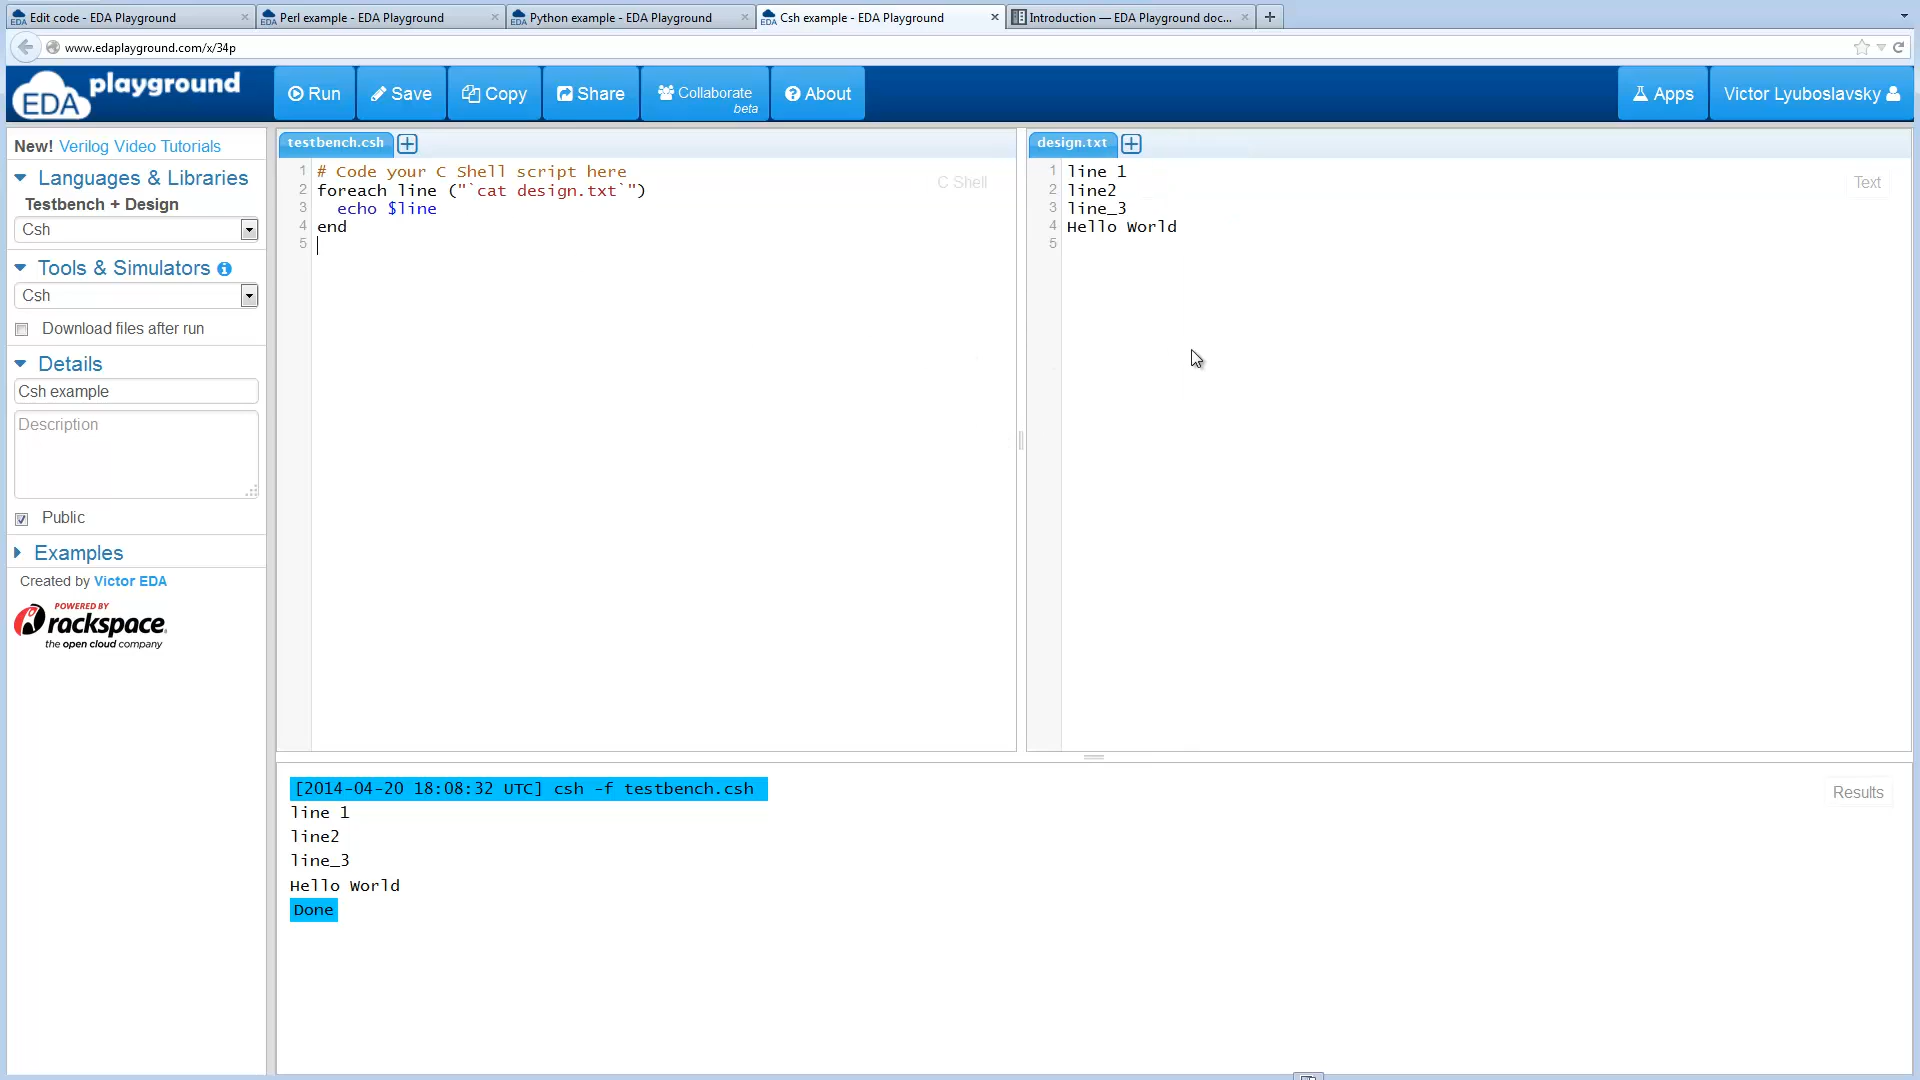 Edit code - EDA Playground
Perl example - EDA Playground
Python example - EDA Playground
Csh example - EDA Playground
Introduction — EDA Playground doc...
www.edaplayground.com/x/34p
EDA playground
Run
Save
Copy
Share
Collaborate
beta
About
Apps
Victor Lyuboslavsky
New! Verilog Video Tutorials
Languages & Libraries
Testbench + Design
Csh
Tools & Simulators
Csh
Download files after run
Details
Csh example
Description
Public
Examples
Created by Victor EDA
POWERED BY
rackspace.
the open cloud company
testbench.csh
C Shell
1 # Code your C Shell script here
2 foreach line ("`cat design.txt`")
3 echo $line
4 end
5
design.txt
Text
1 line 1
2 line2
3 line_3
4 Hello World
5
Results
[2014-04-20 18:08:32 UTC] csh -f testbench.csh
line 1
line2
line_3
Hello World
Done